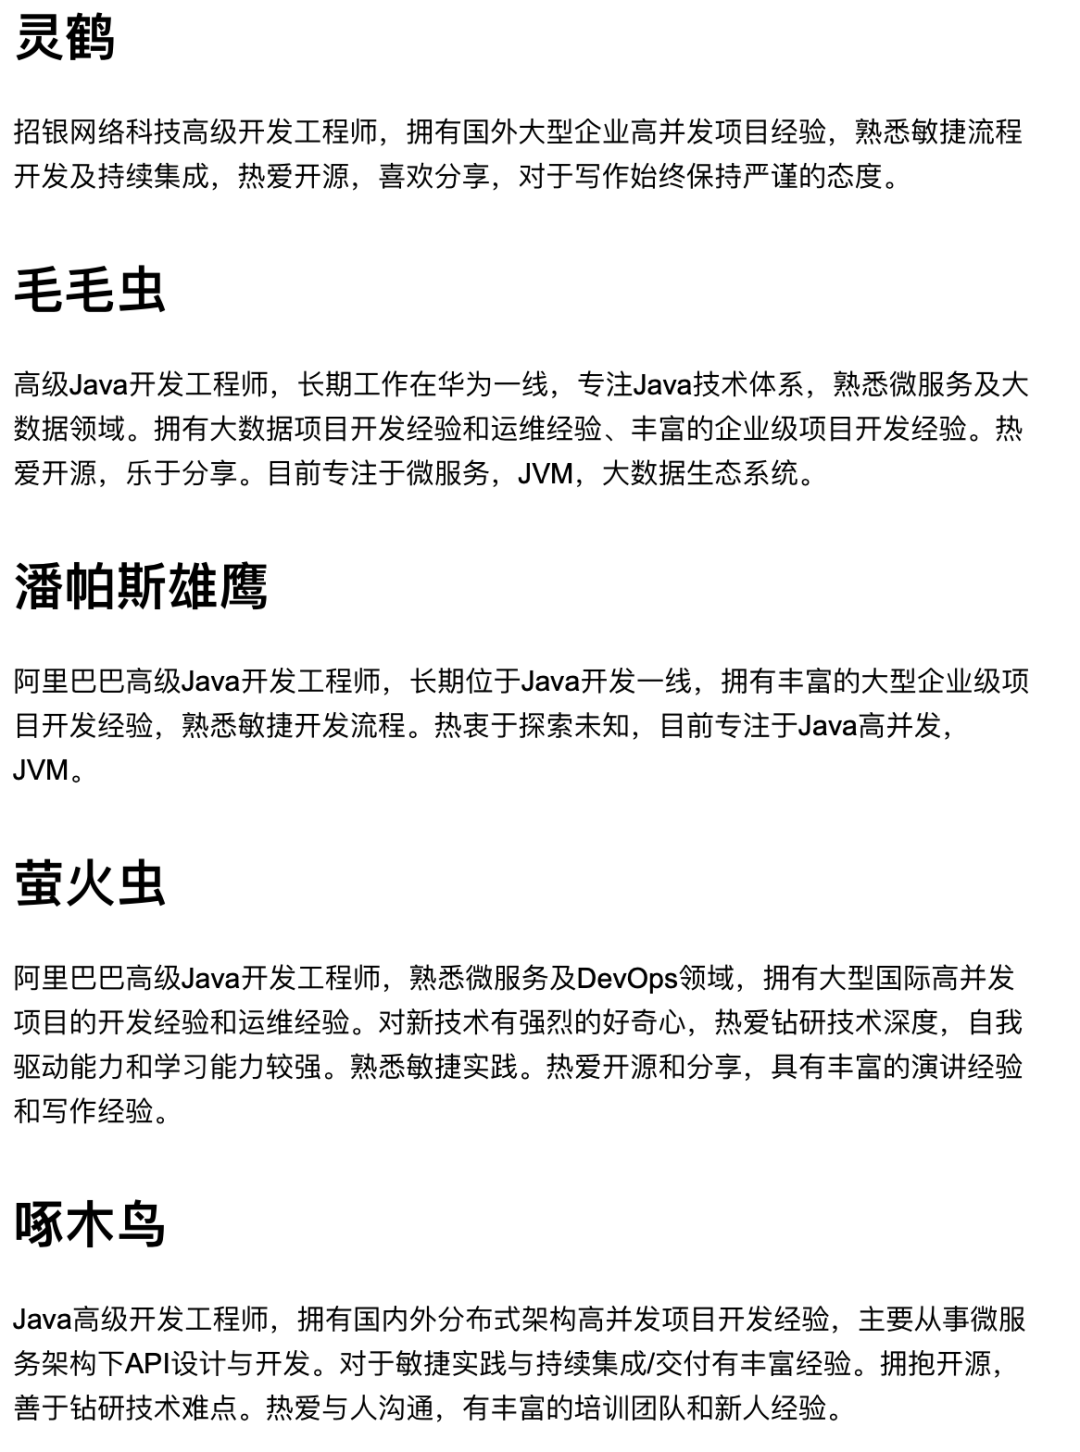 灵鹤
招银网络科技高级开发工程师，拥有国外大型企业高并发项目经验，熟悉敏捷流程
开发及持续集成，热爱开源，喜欢分享，对于写作始终保持严谨的态度。
毛毛虫
高级Java开发工程师，长期工作在华为一线，专注Java技术体系，熟悉微服务及大
数据领域。拥有大数据项目开发经验和运维经验、丰富的企业级项目开发经验。热
爱开源，乐于分享。目前专注于微服务，JVM，大数据生态系统。
潘帕斯雄鹰
阿里巴巴高级Java开发工程师，长期位于Java开发一线，拥有丰富的大型企业级项
目开发经验，熟悉敏捷开发流程。热衷于探索未知，目前专注于Java高并发，
JVM。
萤火虫
阿里巴巴高级Java开发工程师，熟悉微服务及DevOps领域，拥有大型国际高并发
项目的开发经验和运维经验。对新技术有强烈的好奇心，热爱钻研技术深度，自我
驱动能力和学习能力较强。熟悉敏捷实践。热爱开源和分享，具有丰富的演讲经验
和写作经验。
啄木鸟
Java高级开发工程师，拥有国内外分布式架构高并发项目开发经验，主要从事微服
务架构下API设计与开发。对于敏捷实践与持续集成/交付有丰富经验。拥抱开源，
善于钻研技术难点。热爱与人沟通，有丰富的培训团队和新人经验。